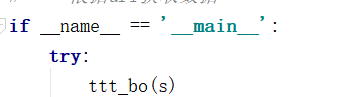 if __name__ == '__main__':
    try:
        ttt_bo(s)